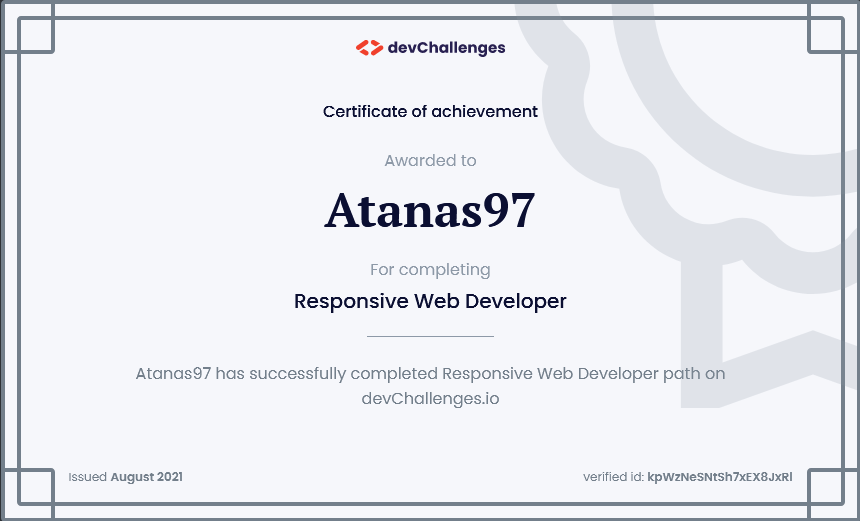 devChallenges
Certificate of achievement
Awarded to
Atanas97
For completing
Responsive Web Developer
Atanas97 has successfully completed Responsive Web Developer path on
devChallenges.io
Issued August 2021
verified id: kpWzNeSNtSh7xEX8JxRl